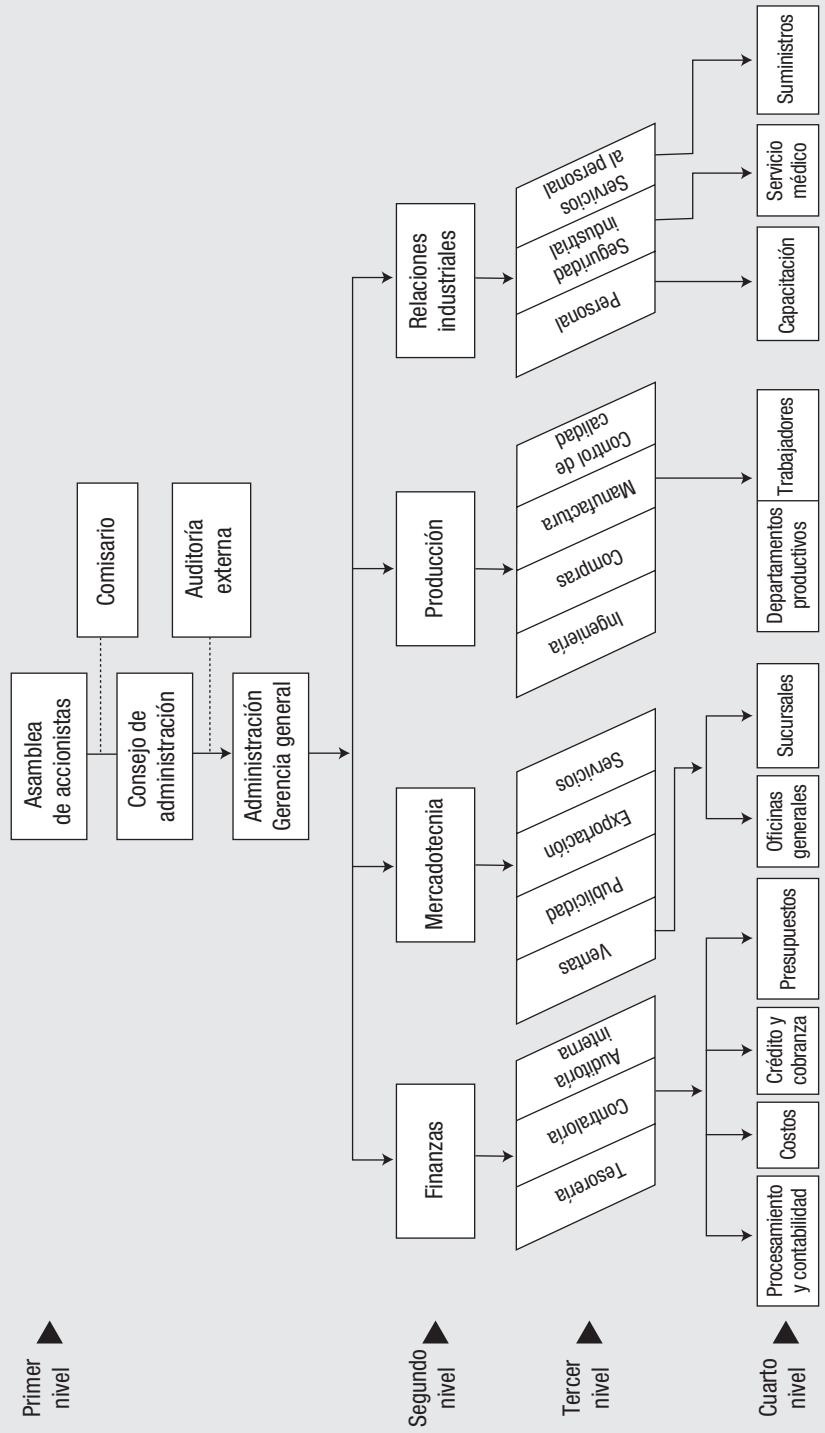 Primer
nivel
Asamblea
de accionistas
Comisario
Consejo de
administración
Auditoría
externa
Administración
Gerencia general
Segundo
nivel
Finanzas
Mercadotecnia
Producción
Relaciones
industriales
Tercer
nivel
Tesorería
Contraloría
Auditoría
interna
Ventas
Publicidad
Exportación
Servicios
Ingeniería
Compras
Manufactura
Control de
calidad
Personal
Seguridad
industrial
Servicios
al personal
Cuarto
nivel
Procesamiento
y contabilidad
Costos
Crédito y
cobranza
Presupuestos
Oficinas
generales
Sucursales
Departamentos
productivos
Trabajadores
Capacitación
Servicio
médico
Suministros